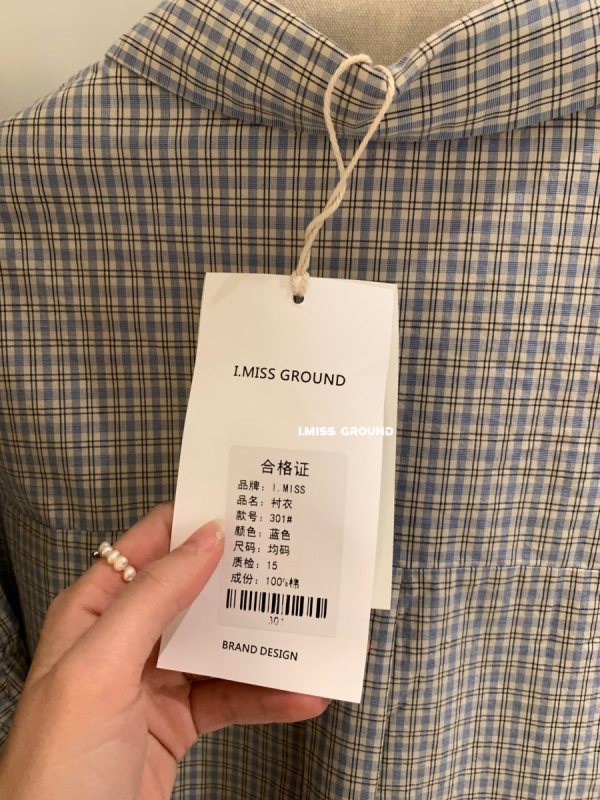 I.MISS GROUND
I.MISS GROUND
合格证
品牌: I.MISS
品名: 衬衣
款号: 301#
颜色: 蓝色
尺码: 均码
质检: 15
成份: 100%棉
301
BRAND DESIGN